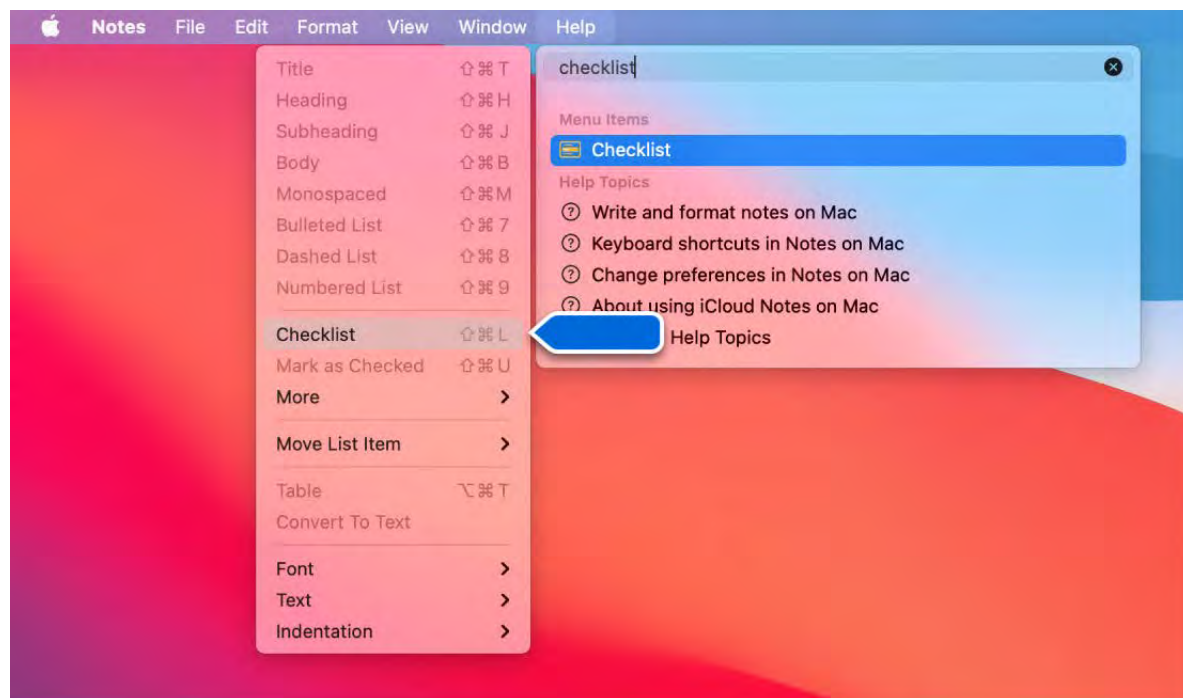 Notes File Edit Format View Window Help
Title ⇧⌘T
Heading ⇧⌘H
Subheading ⇧⌘J
Body ⇧⌘B
Monospaced ⇧⌘M
Bulleted List ⇧⌘7
Dashed List ⇧⌘8
Numbered List ⇧⌘9
Checklist ⇧⌘L
Mark as Checked ⇧⌘U
More
Move List Item
Table ⌥⌘T
Convert To Text
Font
Text
Indentation
checklist
Menu Items
Checklist
Help Topics
Write and format notes on Mac
Keyboard shortcuts in Notes on Mac
Change preferences in Notes on Mac
About using iCloud Notes on Mac
Help Topics